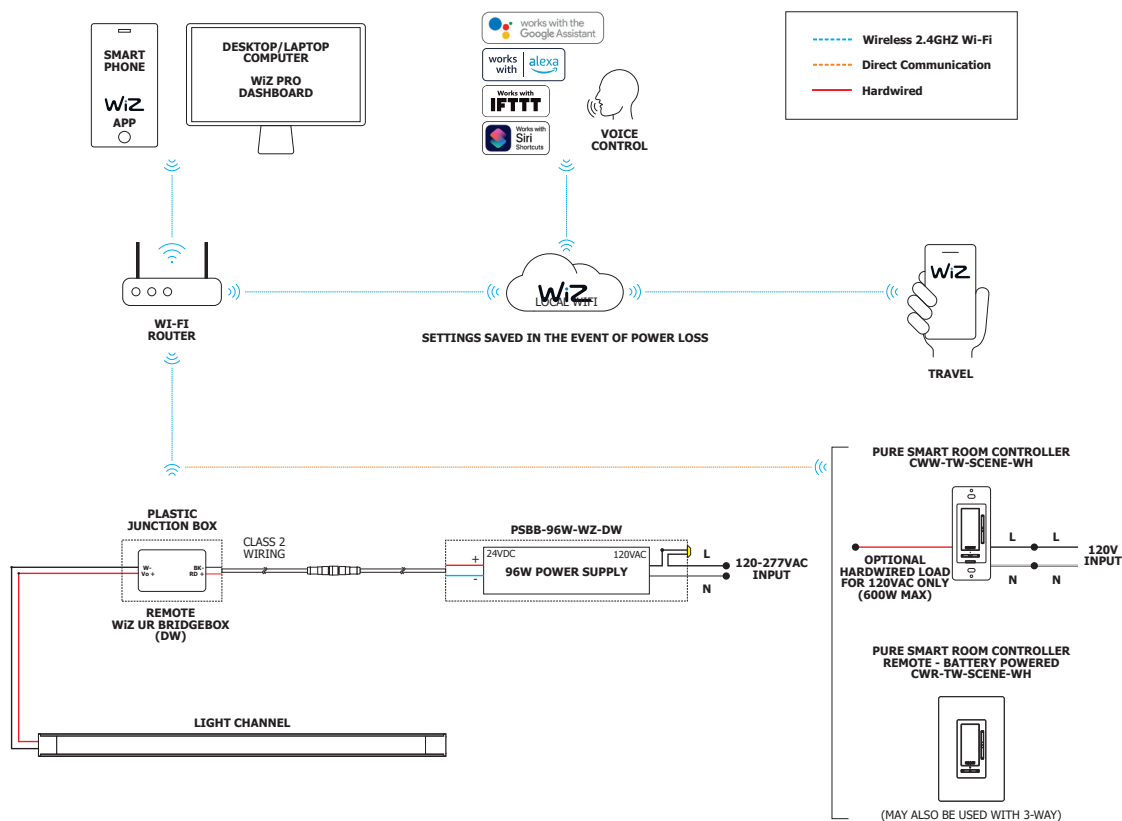 SMART
PHONE
WiZ
APP
DESKTOP/LAPTOP
COMPUTER
WiZ PRO
DASHBOARD
works with the
Google Assistant
works
with
alexa
Works with
IFTTT
Works with
Siri
Shortcuts
VOICE
CONTROL
Wireless 2.4GHZ Wi-Fi
Direct Communication
Hardwired
WI-FI
ROUTER
WiZ
LOCAL WIFI
SETTINGS SAVED IN THE EVENT OF POWER LOSS
WiZ
TRAVEL
PLASTIC
JUNCTION BOX
W-
Vo +
BK-
RD +
REMOTE
WiZ UR BRIDGEBOX
(DW)
CLASS 2
WIRING
PSBB-96W-WZ-DW
+
-
24VDC
120VAC
96W POWER SUPPLY
L
N
120-277VAC
INPUT
LIGHT CHANNEL
PURE SMART ROOM CONTROLLER
CWW-TW-SCENE-WH
OPTIONAL
HARDWIRED LOAD
FOR 120VAC ONLY
(600W MAX)
L
L
N
N
120V
INPUT
PURE SMART ROOM CONTROLLER
REMOTE - BATTERY POWERED
CWR-TW-SCENE-WH
(MAY ALSO BE USED WITH 3-WAY)